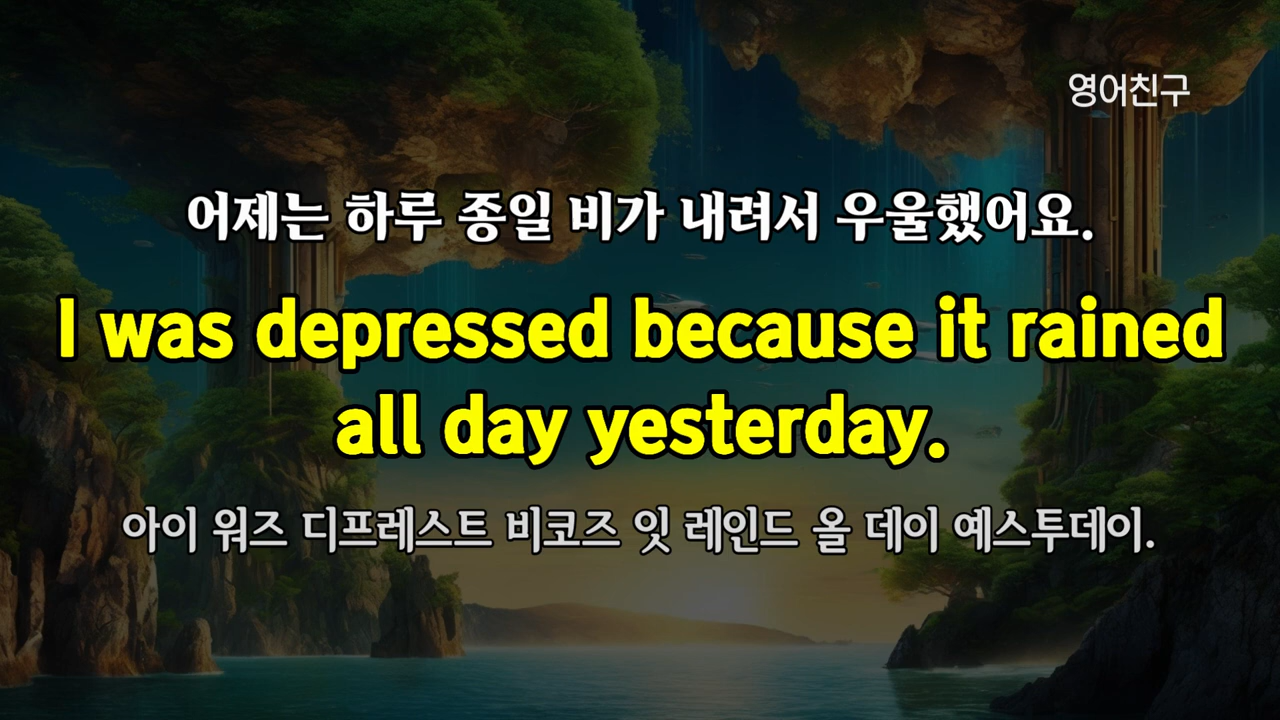 영어친구
어제는 하루 종일 비가 내려서 우울했어요.
I was depressed because it rained
all day yesterday.
아이 워즈 디프레스트 비코즈 잇 레인드 올 데이 예스투데이.